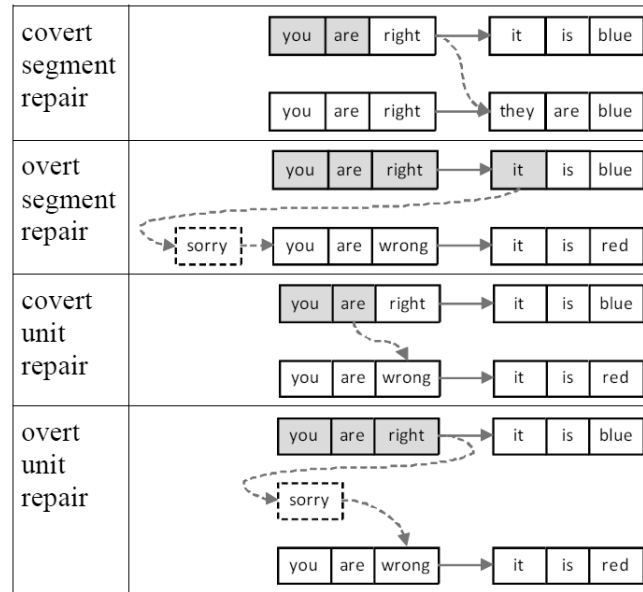 covert
segment
repair
you are right it is blue
you are right they are blue
overt
segment
repair
you are right it is blue
sorry you are wrong it is red
covert
unit
repair
you are right it is blue
you are wrong it is red
overt
unit
repair
you are right it is blue
sorry
you are wrong it is red